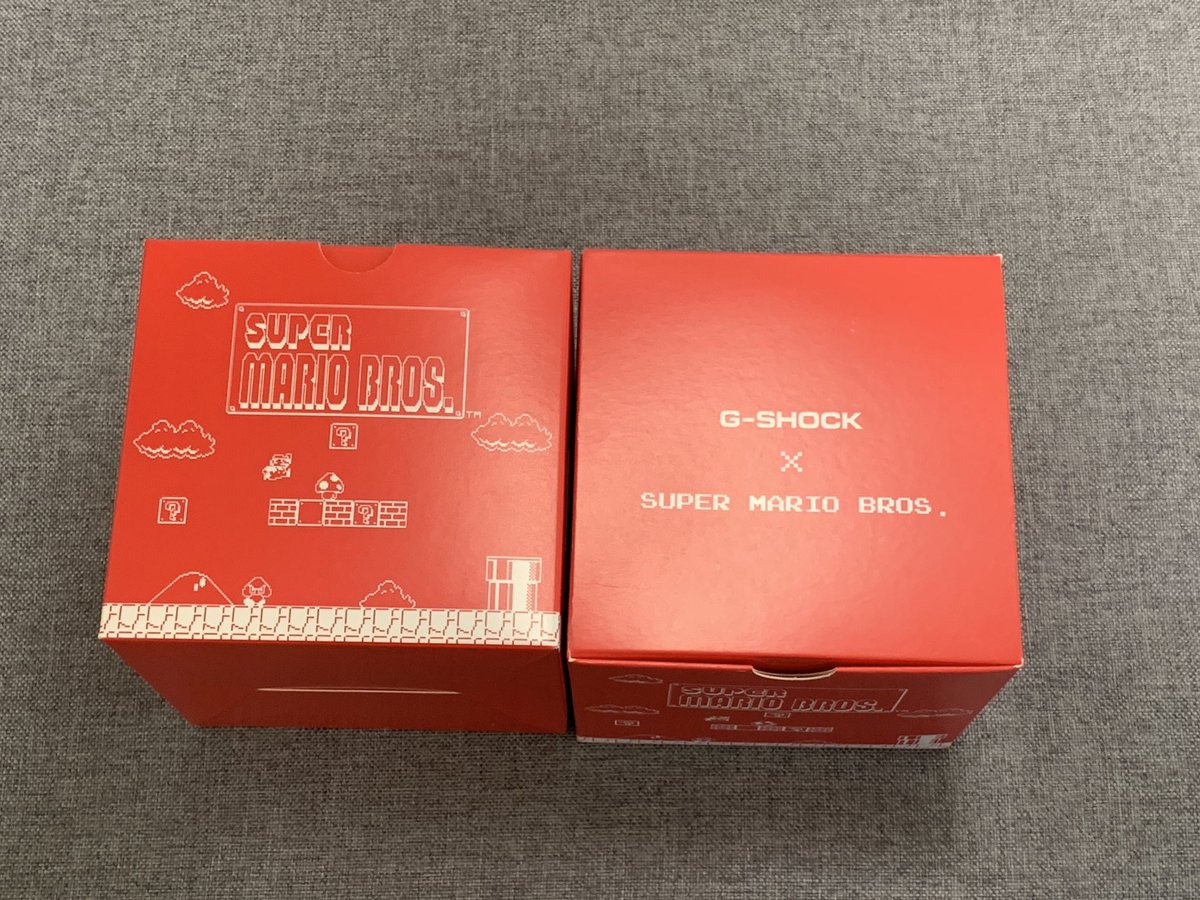 SUPER
MARIO BROS.
TM
?
?
?
G-SHOCK
X
SUPER MARIO BROS.
SUPER
MARIO BROS.